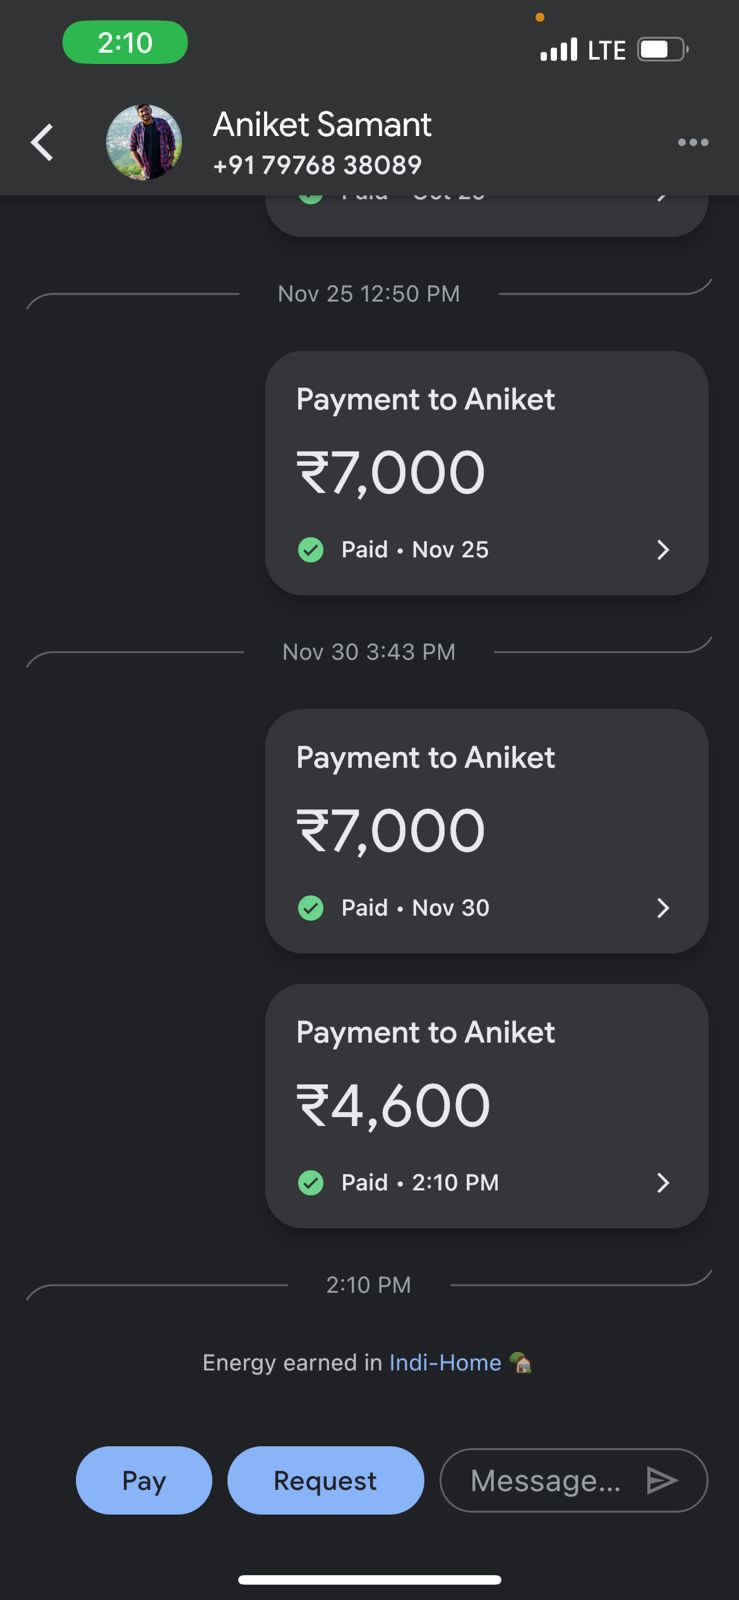 2:10
LTE
Aniket Samant
+91 79768 38089
Paid
Nov 25 12:50 PM
Payment to Aniket
₹7,000
Paid • Nov 25
Nov 30 3:43 PM
Payment to Aniket
₹7,000
Paid • Nov 30
Payment to Aniket
₹4,600
Paid • 2:10 PM
2:10 PM
Energy earned in Indi-Home
Pay
Request
Message...